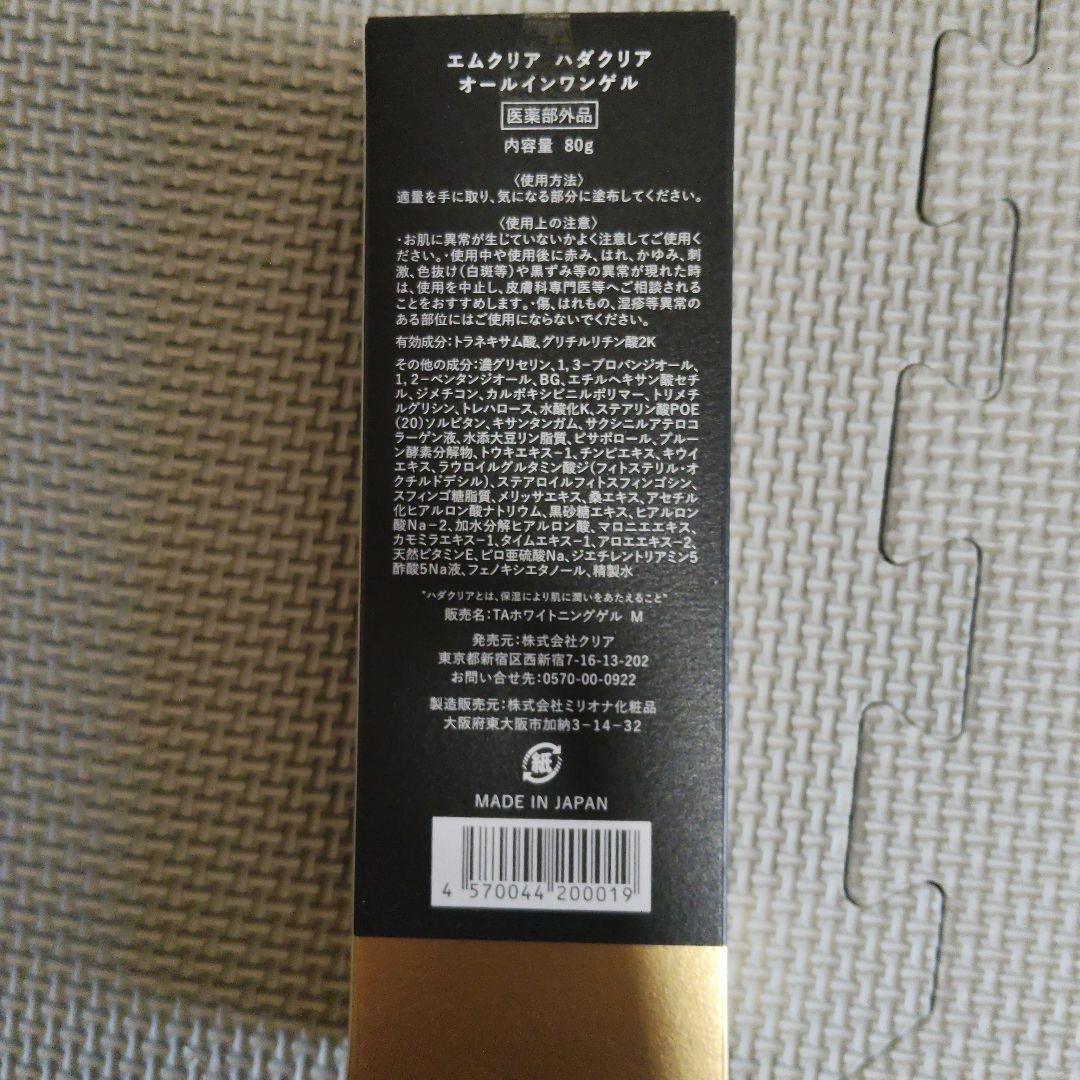 エムクリア ハダクリア
オールインワンゲル
医薬部外品
内容量 80g
〈使用方法〉
適量を手に取り、気になる部分に塗布してください。
〈使用上の注意〉
・お肌に異常が生じていないかよく注意してご使用く
ださい。・使用中や使用後に赤み、はれ、かゆみ、刺
激、色抜け(白斑等)や黒ずみ等の異常が現れた時
は、使用を中止し、皮膚科専門医等へご相談される
ことをおすすめします。・傷、はれもの、湿疹等異常の
ある部位にはご使用にならないでください。
有効成分:トラネキサム酸、グリチルリチン酸2K
その他の成分:濃グリセリン、1,3-プロパンジオール、
1,2-ペンタンジオール、BG、エチルヘキサン酸セチ
ル、ジメチコン、カルボキシビニルポリマー、トリメチ
ルグリシン、トレハロース、水酸化K、ステアリン酸POE
(20)ソルビタン、キサンタンガム、サクシニルアテロコ
ラーゲン液、水添大豆リン脂質、ビサボロール、プルー
ン酵素分解物、トウキエキス-1、チンピエキス、キウイ
エキス、ラウロイルグルタミン酸ジ(フィトステリル・オ
クチルドデシル)、ステアロイルフィトスフィンゴシン、
スフィンゴ糖脂質、メリッサエキス、桑エキス、アセチル
化ヒアルロン酸ナトリウム、黒砂糖エキス、ヒアルロン
酸Na-2、加水分解ヒアルロン酸、マロニエエキス、
カモミラエキス-1、タイムエキス-1、アロエエキス-2、
天然ビタミンE、ピロ亜硫酸Na、ジエチレントリアミン5
酢酸5Na液、フェノキシエタノール、精製水
"ハダクリアとは、保湿により肌に潤いをあたえること"
販売名:TAホワイトニングゲル M
発売元:株式会社クリア
東京都新宿区西新宿7-16-13-202
お問い合せ先:0570-00-0922
製造販売元:株式会社ミリオナ化粧品
大阪府東大阪市加納3-14-32
紙
MADE IN JAPAN
4 570044 200019